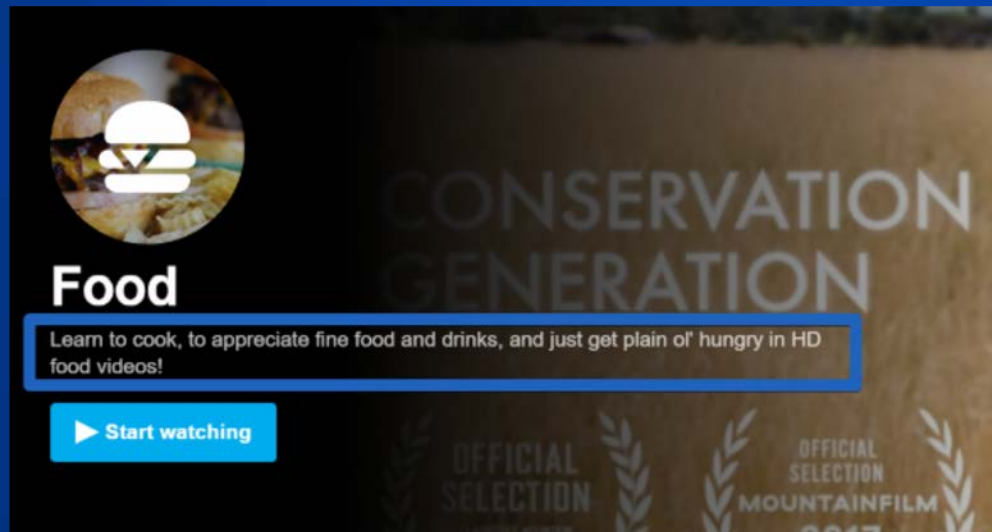 CONSERVATION
GENERATION
Food
Learn to cook, to appreciate fine food and drinks, and just get plain ol' hungry in HD
food videos!
Start watching
OFFICIAL
SELECTION
OFFICIAL
SELECTION
MOUNTAINFILM
2017